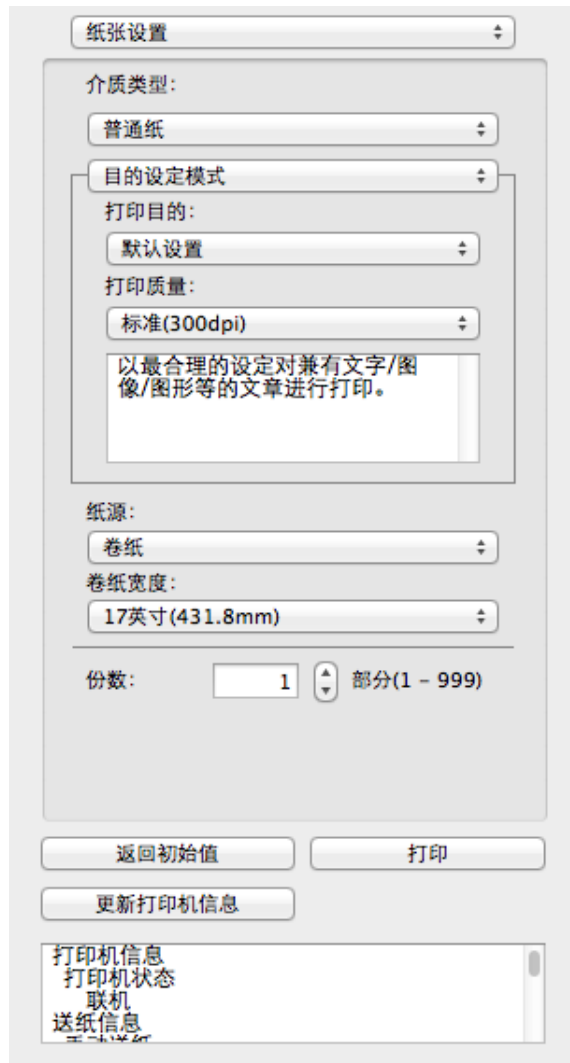 纸张设置
介质类型:
普通纸
目的设定模式
打印目的:
默认设置
打印质量:
标准(300dpi)
以最合理的设定对兼有文字/图
像/图形等的文章进行打印。
纸源:
卷纸
卷纸宽度:
17英寸(431.8mm)
份数: 1 部分(1 – 999)
返回初始值 打印
更新打印机信息
打印机信息
打印机状态
联机
送纸信息
手动送纸